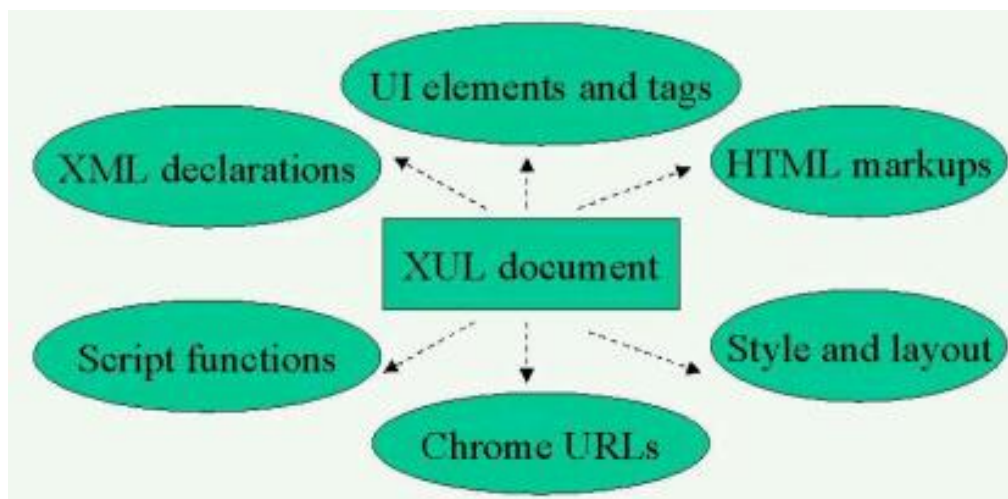 UI elements and tags
XML declarations
HTML markups
XUL document
Script functions
Style and layout
Chrome URLs